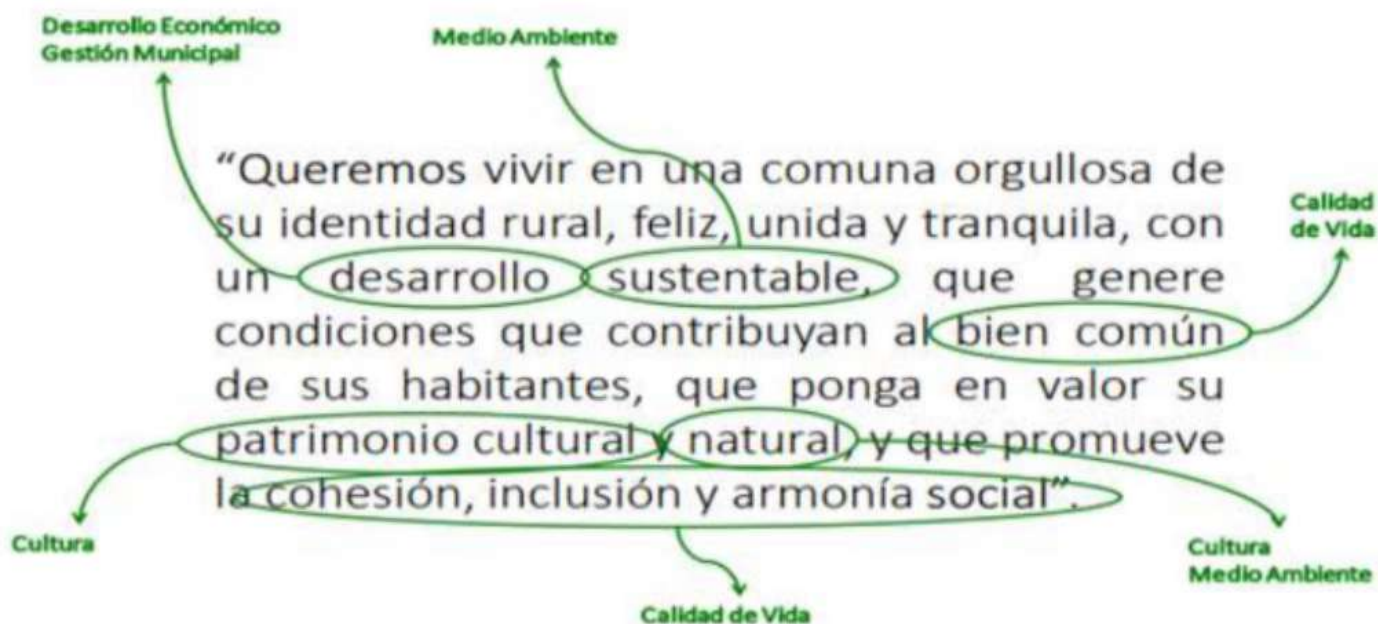 Desarrollo Económico
Gestión Municipal
Medio Ambiente
“Queremos vivir en una comuna orgullosa de
su identidad rural, feliz, unida y tranquila, con
un desarrollo sustentable, que genere
condiciones que contribuyan al bien común
de sus habitantes, que ponga en valor su
patrimonio cultural y natural, y que promueve
la cohesión, inclusión y armonía social”.
Calidad
de Vida
Cultura
Cultura
Medio Ambiente
Calidad de Vida